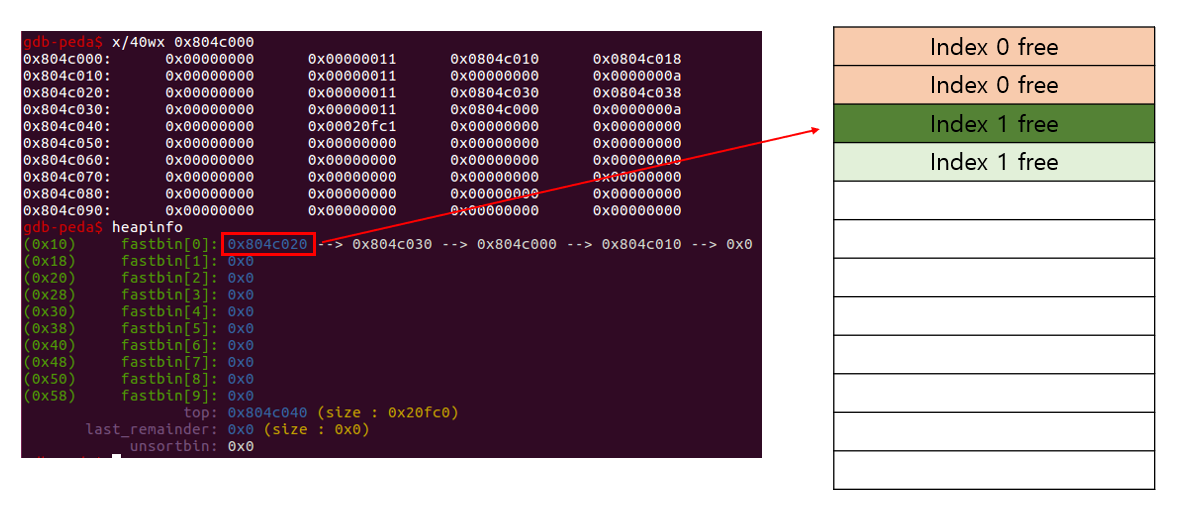 gdb-peda$ x/40wx 0x804c000
0x804c000: 0x00000000 0x00000011 0x0804c010 0x0804c018
0x804c010: 0x00000000 0x00000011 0x00000000 0x0000000a
0x804c020: 0x00000000 0x00000011 0x0804c030 0x0804c038
0x804c030: 0x00000000 0x00000011 0x0804c000 0x0000000a
0x804c040: 0x00000000 0x00020fc1 0x00000000 0x00000000
0x804c050: 0x00000000 0x00000000 0x00000000 0x00000000
0x804c060: 0x00000000 0x00000000 0x00000000 0x00000000
0x804c070: 0x00000000 0x00000000 0x00000000 0x00000000
0x804c080: 0x00000000 0x00000000 0x00000000 0x00000000
0x804c090: 0x00000000 0x00000000 0x00000000 0x00000000
gdb-peda$ heapinfo
(0x10) fastbin[0]: 0x804c020 --> 0x804c030 --> 0x804c000 --> 0x804c010 --> 0x0
(0x18) fastbin[1]: 0x0
(0x20) fastbin[2]: 0x0
(0x28) fastbin[3]: 0x0
(0x30) fastbin[4]: 0x0
(0x38) fastbin[5]: 0x0
(0x40) fastbin[6]: 0x0
(0x48) fastbin[7]: 0x0
(0x50) fastbin[8]: 0x0
(0x58) fastbin[9]: 0x0
top: 0x804c040 (size : 0x20fc0)
last_remainder: 0x0 (size : 0x0)
unsortbin: 0x0
Index 0 free
Index 0 free
Index 1 free
Index 1 free